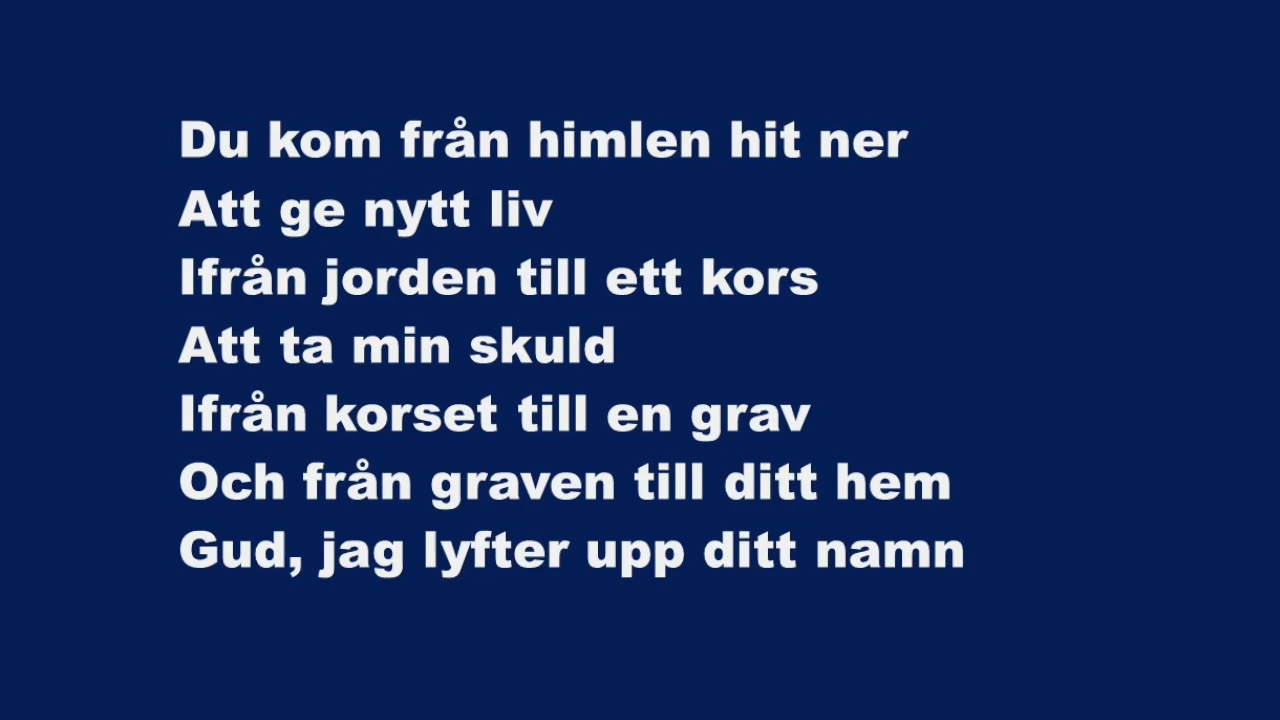 Du kom från himlen hit ner
Att ge nytt liv
Ifrån jorden till ett kors
Att ta min skuld
Ifrån korset till en grav
Och från graven till ditt hem
Gud, jag lyfter upp ditt namn